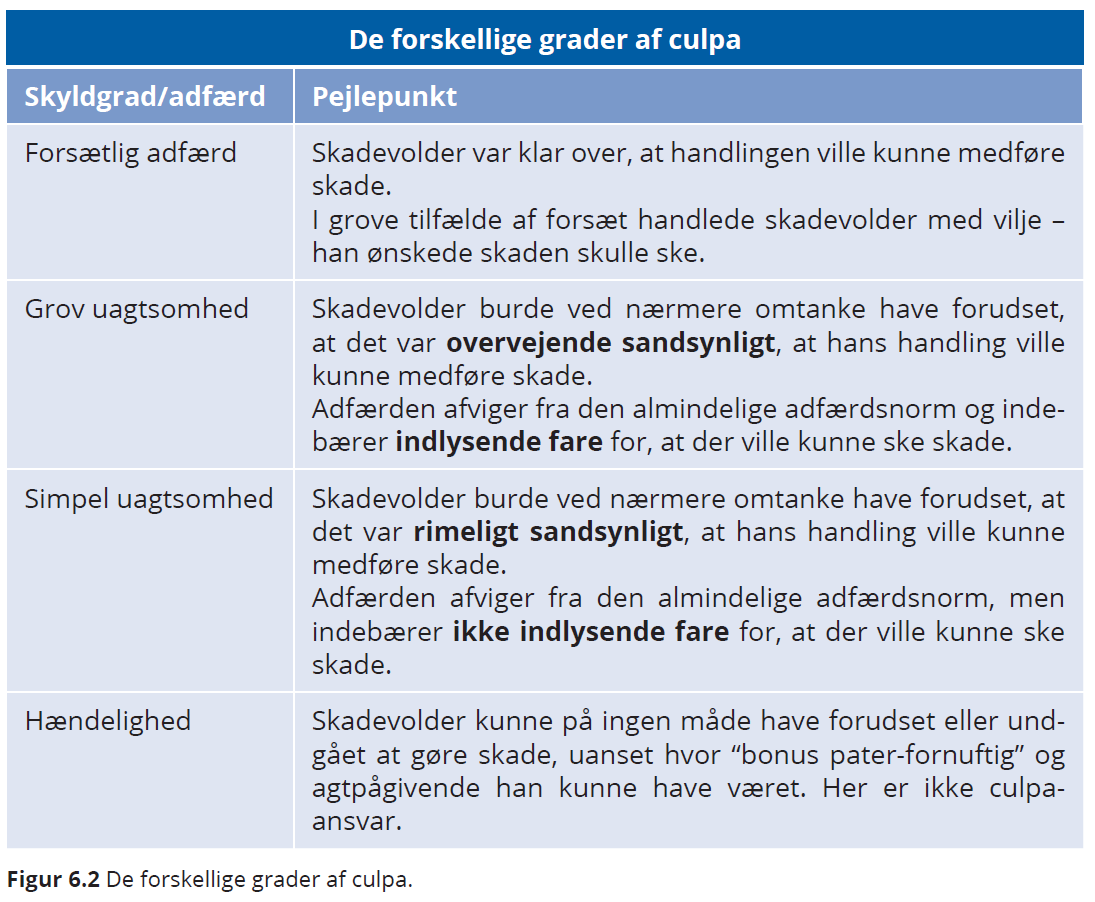 De forskellige grader af culpa
Skyldgrad/adfærd
Pejlepunkt
Forsætlig adfærd
Skadevolder var klar over, at handlingen ville kunne medføre
skade.
I grove tilfælde af forsæt handlede skadevolder med vilje –
han ønskede skaden skulle ske.
Grov uagtsomhed
Skadevolder burde ved nærmere omtanke have forudset,
at det var overvejende sandsynligt, at hans handling ville
kunne medføre skade.
Adfærden afviger fra den almindelige adfærdsnorm og inde-
bærer indlysende fare for, at der ville kunne ske skade.
Simpel uagtsomhed
Skadevolder burde ved nærmere omtanke have forudset, at
det var rimeligt sandsynligt, at hans handling ville kunne
medføre skade.
Adfærden afviger fra den almindelige adfærdsnorm, men
indebærer ikke indlysende fare for, at der ville kunne ske
skade.
Hændelighed
Skadevolder kunne på ingen måde have forudset eller und-
gået at gøre skade, uanset hvor “bonus pater-fornuftig” og
agtpågivende han kunne have været. Her er ikke culpa-
ansvar.
Figur 6.2 De forskellige grader af culpa.